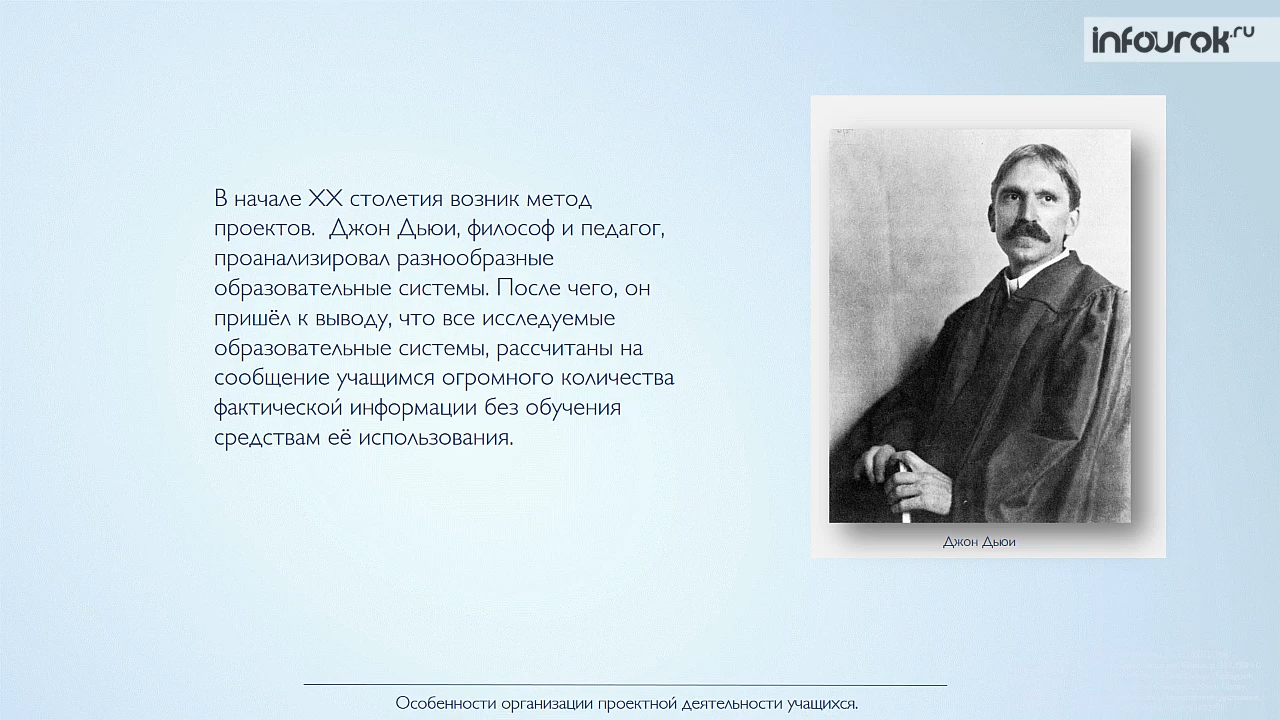 infourok.ru
В начале XX столетия возник метод
проектов. Джон Дьюи, философ и педагог,
проанализировал разнообразные
образовательные системы. После чего, он
пришёл к выводу, что все исследуемые
образовательные системы, рассчитаны на
сообщение учащимся огромного количества
фактической информации без обучения
средствам её использования.
Джон Дьюи
Особенности организации проектной деятельности учащихся.